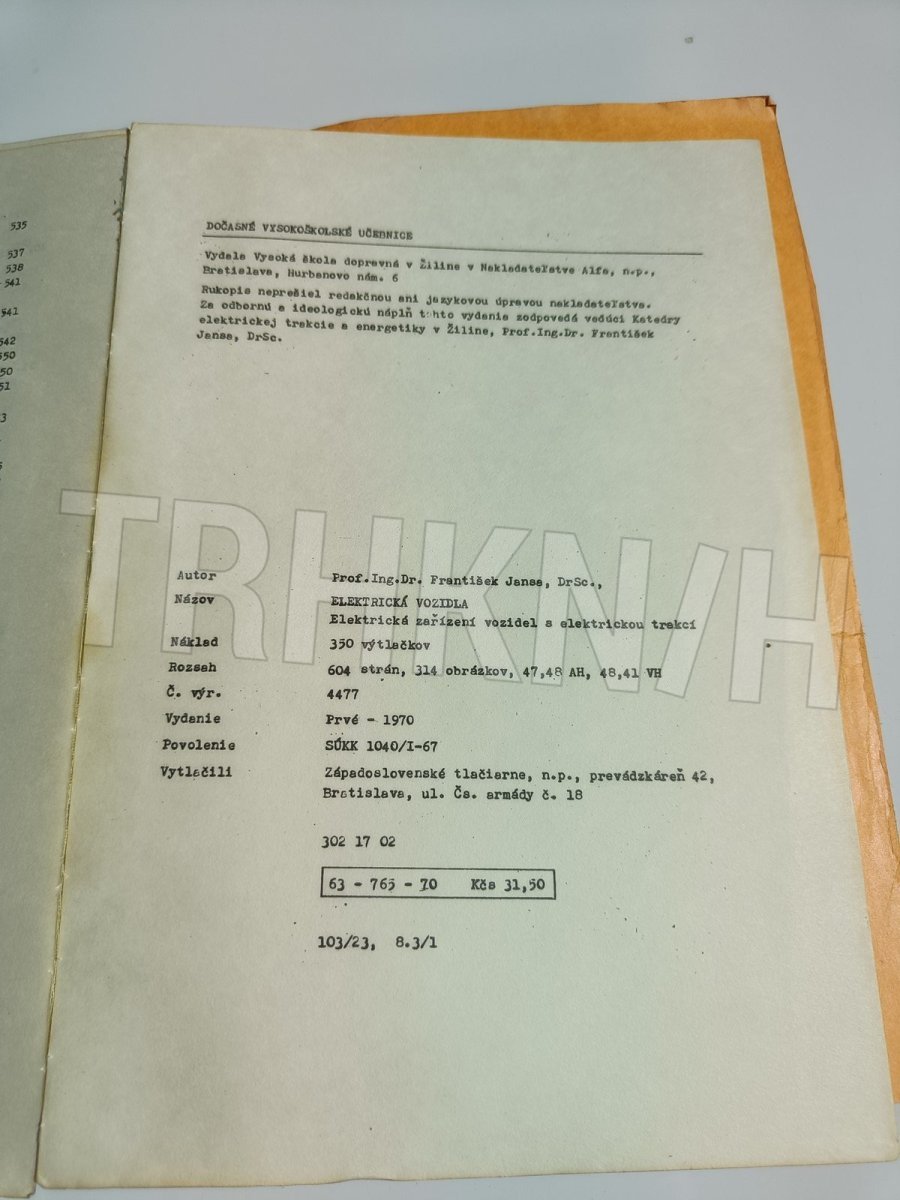 535
537
538
541
541
542
550
50
51
3
DOČASNÉ VYSOKOŠKOLSKÉ UČEBNICE
Vydala Vysoká škola dopravná v Žiline v Nakladateľstve Alfa, n.p.,
Bratislava, Hurbanovo nám. 6
Rukopis neprešiel redakčnou ani jazykovou úpravou nakladateľstva.
Za odbornú a ideologickú náplň tohto vydania zodpovedá vedúci Katedry
elektrickej trakcie a energetiky v Žiline, Prof.Ing.Dr. František
Jansa, DrSc.
TRHKNIH
Autor Prof.Ing.Dr. František Jansa, DrSc.,
Názov ELEKTRICKÁ VOZIDLA
Elektrická zařízení vozidel s elektrickou trakcí
Náklad 350 výtlačkov
Rozsah 604 strán, 314 obrázkov, 47,48 AH, 48,41 VH
Č. výr. 4477
Vydanie Prvé - 1970
Povolenie SÚKK 1040/I-67
Vytlačili Západoslovenské tlačiarne, n.p., prevádzkáreň 42,
Bratislava, ul. Čs. armády č. 18
302 17 02
63 - 765 - 70 Kčs 31,50
103/23, 8.3/1